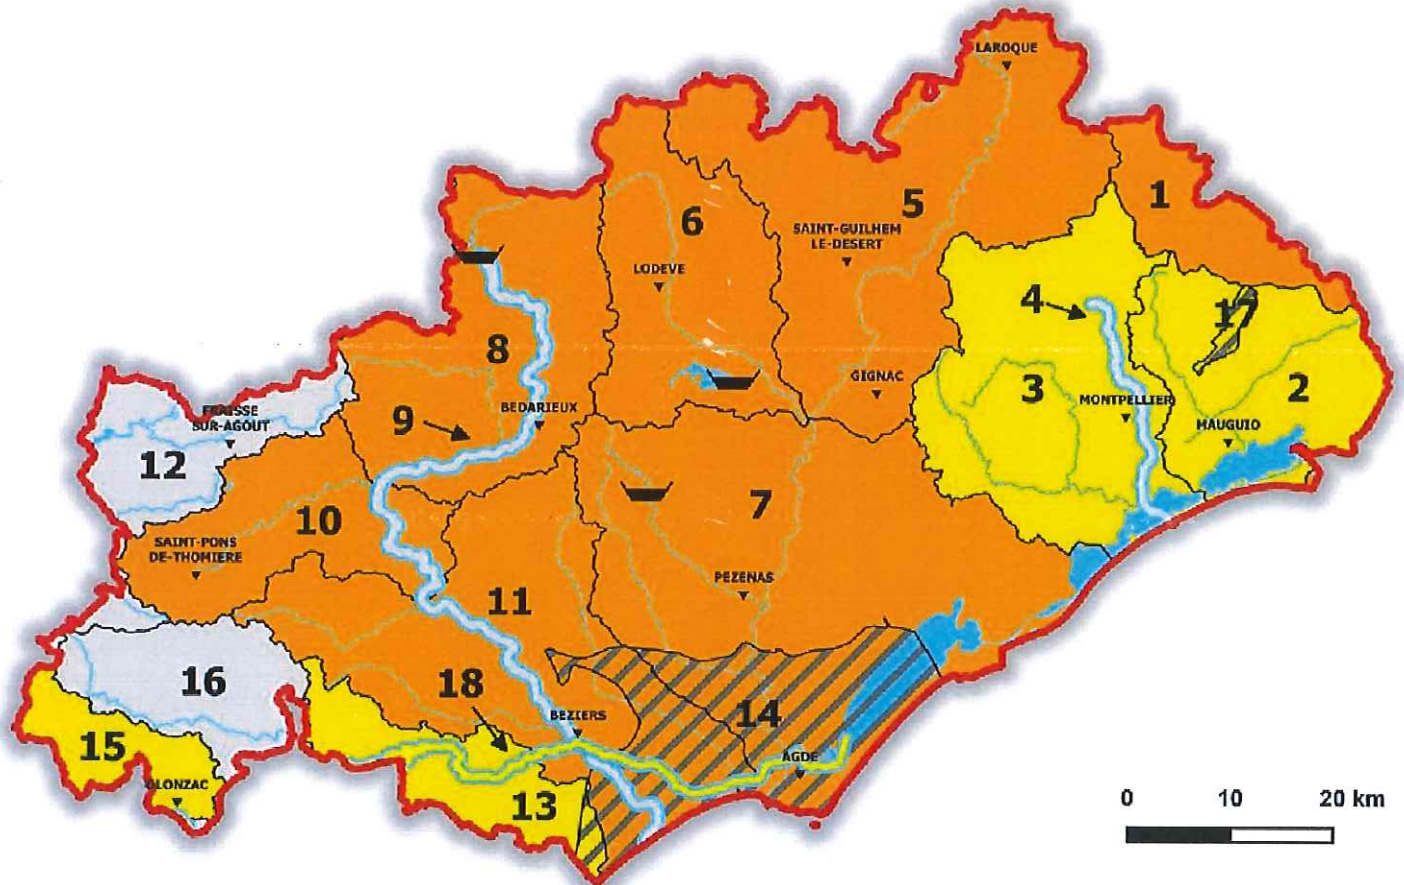 LAROQUE
1
5
6
SAINT-GUILHEM
LE-DESERT
LODEVE
4
17
8
GIGNAC
3
2
MONTPELLIER
BEDARIEUX
9
FRAISSE
SUR-AGOUT
MAUGUIO
12
7
10
SAINT-PONS
DE-THOMIERE
PEZENAS
11
16
18
14
BEZIERS
15
AGDE
OLONZAC
13
0 10 20 km